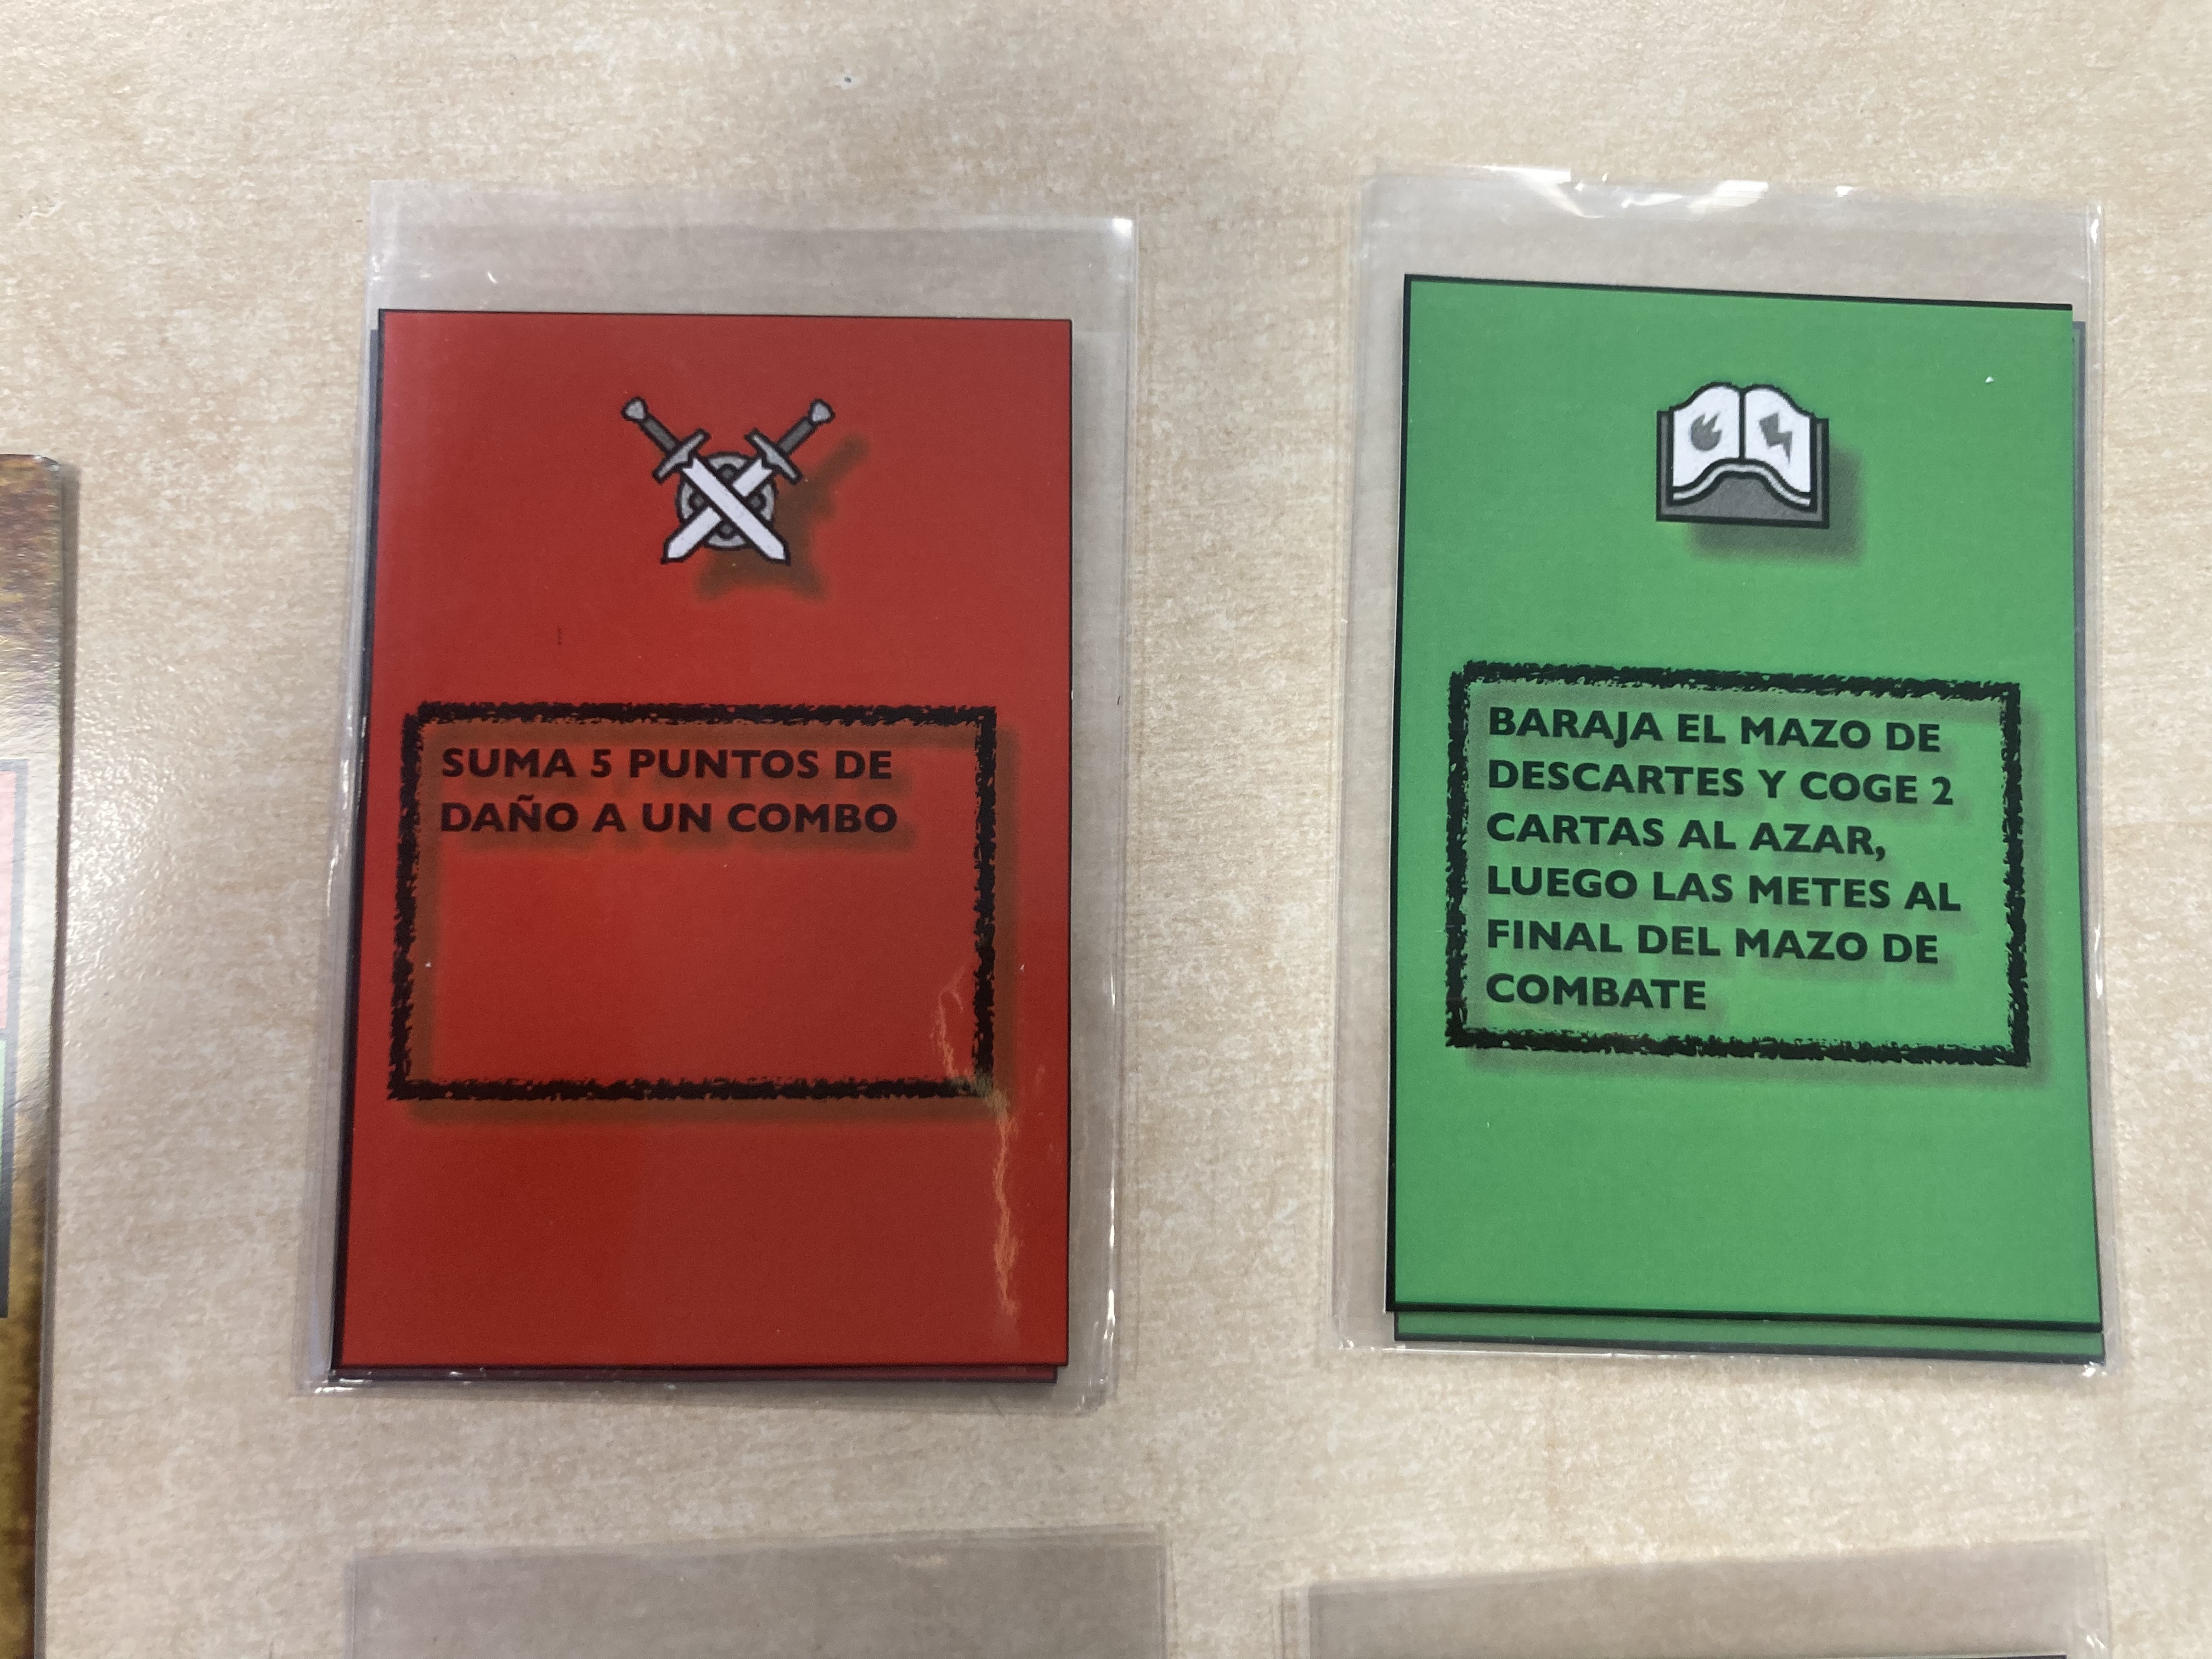 SUMA 5 PUNTOS DE
DAÑO A UN COMBO
BARAJA EL MAZO DE
DESCARTES Y COGE 2
CARTAS AL AZAR,
LUEGO LAS METES AL
FINAL DEL MAZO DE
COMBATE